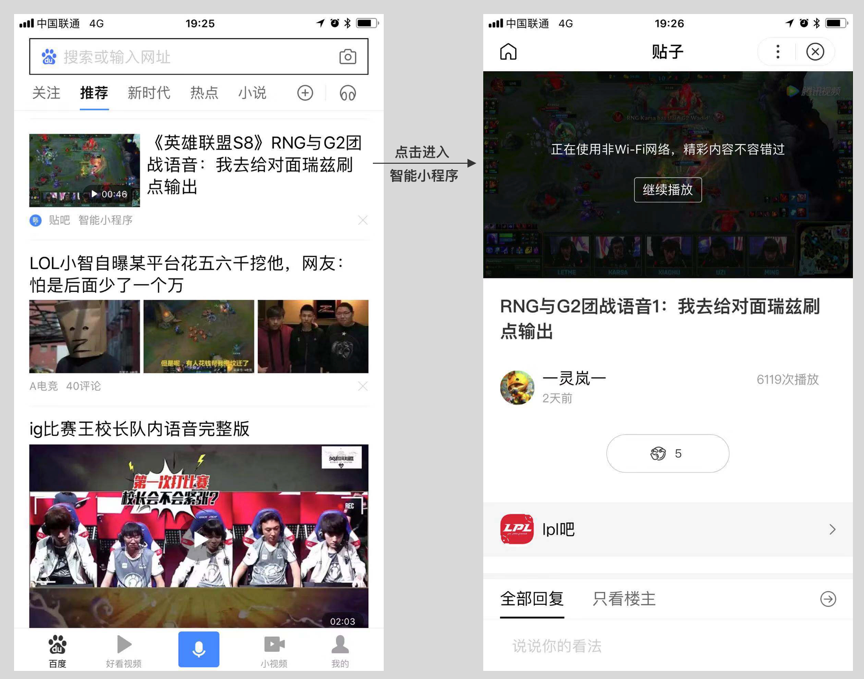 中国联通 4G
19:25
搜索或输入网址
关注 推荐 新时代 热点 小说
《英雄联盟S8》RNG与G2团
战语音：我去给对面瑞兹刷
点输出
00:46
贴吧 智能小程序
LOL小智自曝某平台花五六千挖他，网友：
怕是后面少了一个万
A电竞 40评论
ig比赛王校长队内语音完整版
第一次打比赛
校长会不会紧张?
REC
02:03
百度 好看视频 小视频 我的
点击进入
智能小程序
中国联通 4G
19:26
贴子
腾讯视频
正在使用非Wi-Fi网络，精彩内容不容错过
继续播放
RNG与G2团战语音1：我去给对面瑞兹刷
点输出
一灵岚一
2天前
6119次播放
5
LPL
lpl吧
全部回复 只看楼主
说说你的看法